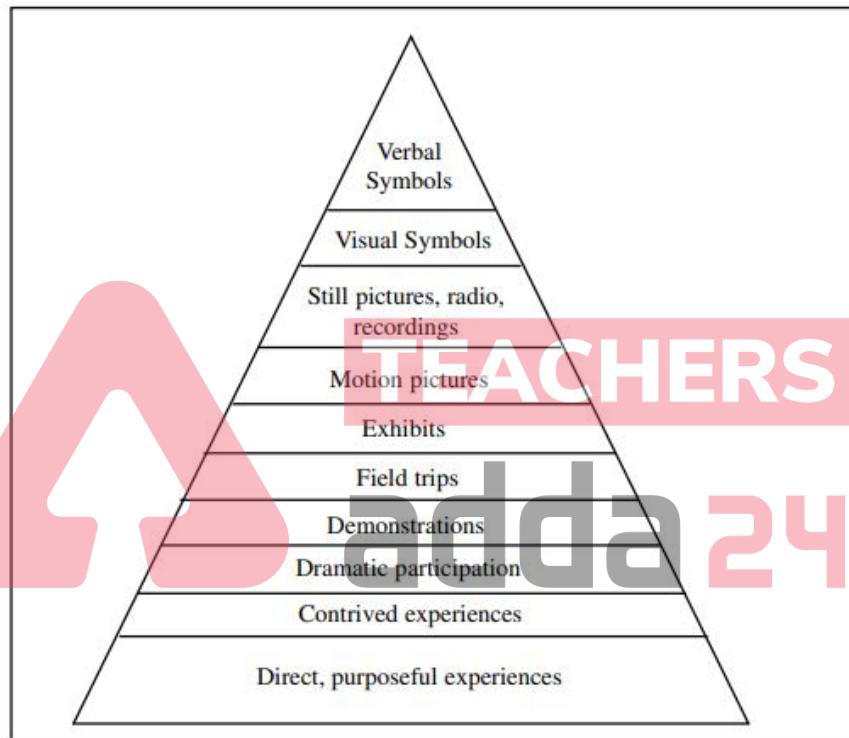 Verbal
Symbols
Visual Symbols
Still pictures, radio,
recordings
TEACHERS
Motion pictures
Exhibits
Field trips
adda 24
Demonstrations
Dramatic participation
Contrived experiences
Direct, purposeful experiences